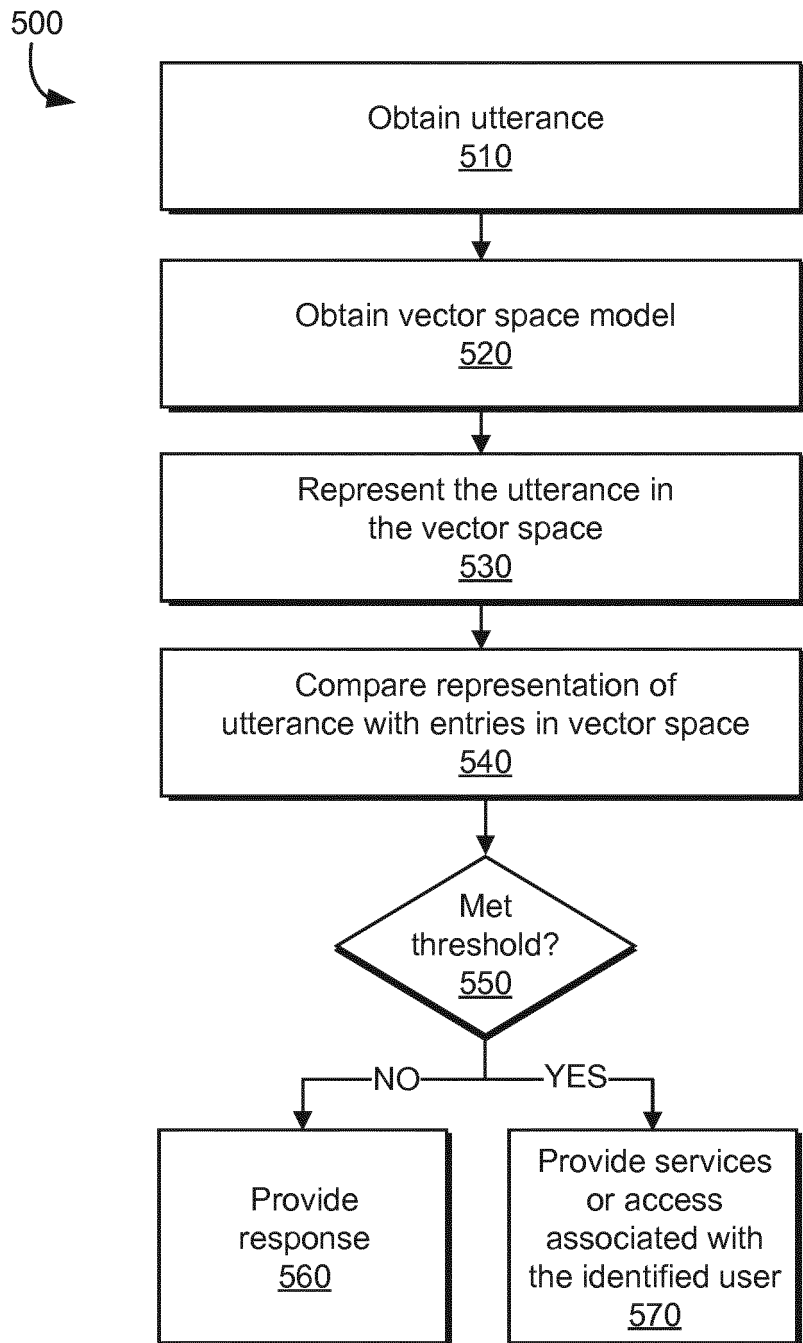 500
Obtain utterance
510
Obtain vector space model
520
Represent the utterance in
the vector space
530
Compare representation of
utterance with entries in vector space
540
Met
threshold?
550
NO
YES
Provide
response
560
Provide services
or access
associated with
the identified user
570